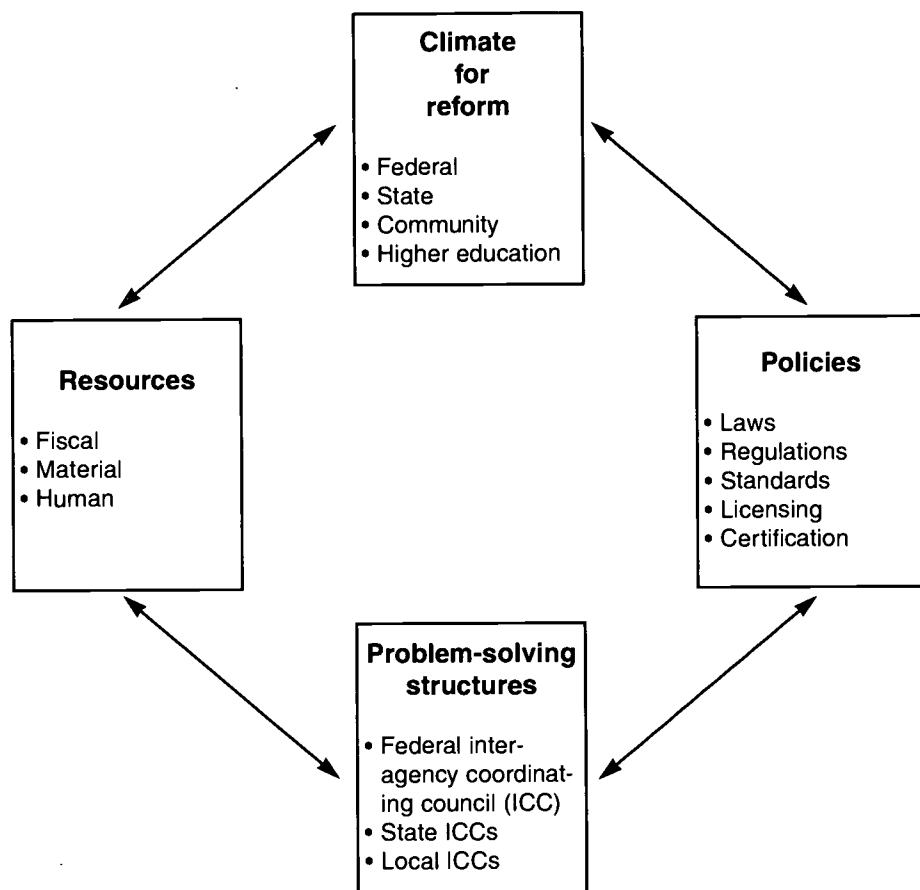 Climate
for
reform
• Federal
• State
• Community
• Higher education
Resources
• Fiscal
• Material
• Human
Policies
• Laws
• Regulations
• Standards
• Licensing
• Certification
Problem-solving
structures
• Federal inter-
agency coordinat-
ing council (ICC)
• State ICCs
• Local ICCs